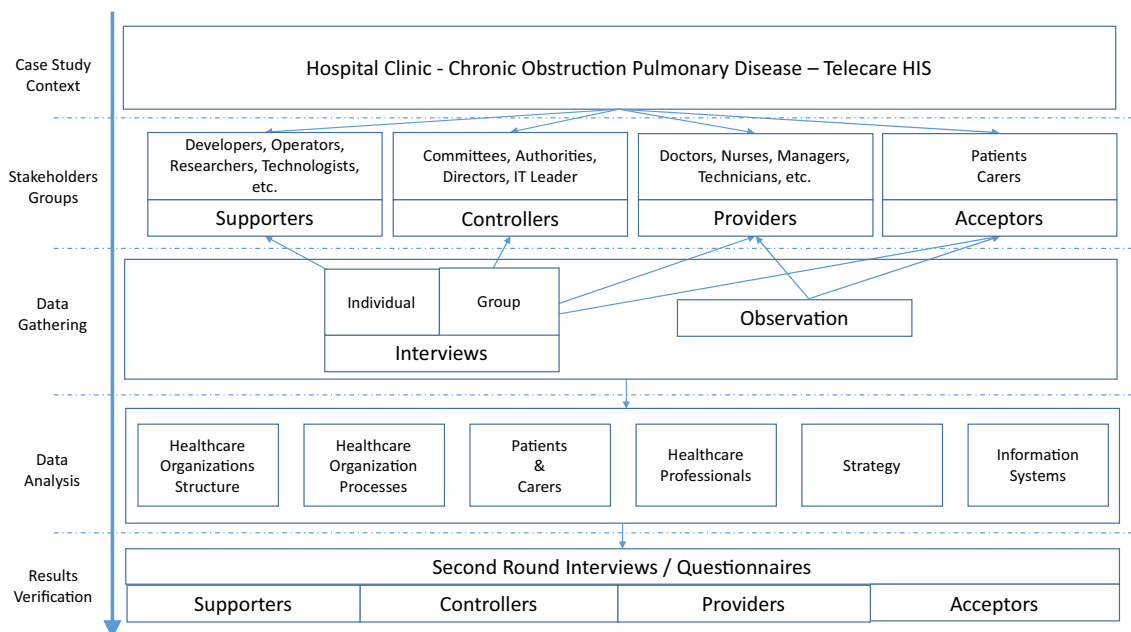 Case Study
Context
Hospital Clinic - Chronic Obstruction Pulmonary Disease – Telecare HIS
Stakeholders
Groups
Developers, Operators,
Researchers, Technologists,
etc.
Supporters
Committees, Authorities,
Directors, IT Leader
Controllers
Doctors, Nurses, Managers,
Technicians, etc.
Providers
Patients
Carers
Acceptors
Data
Gathering
Individual
Group
Interviews
Observation
Data
Analysis
Healthcare
Organizations
Structure
Healthcare
Organization
Processes
Patients
&
Carers
Healthcare
Professionals
Strategy
Information
Systems
Results
Verification
Second Round Interviews / Questionnaires
Supporters
Controllers
Providers
Acceptors